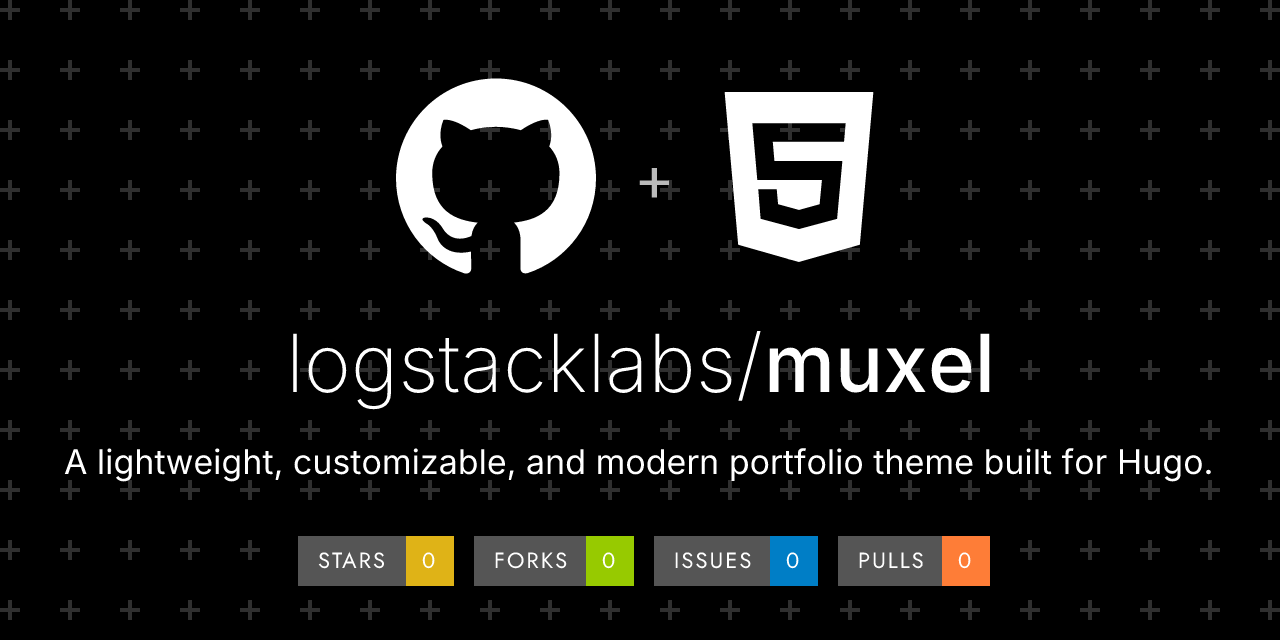 logstacklabs/muxel
A lightweight, customizable, and modern portfolio theme built for Hugo.
STARS 0 FORKS 0 ISSUES 0 PULLS 0